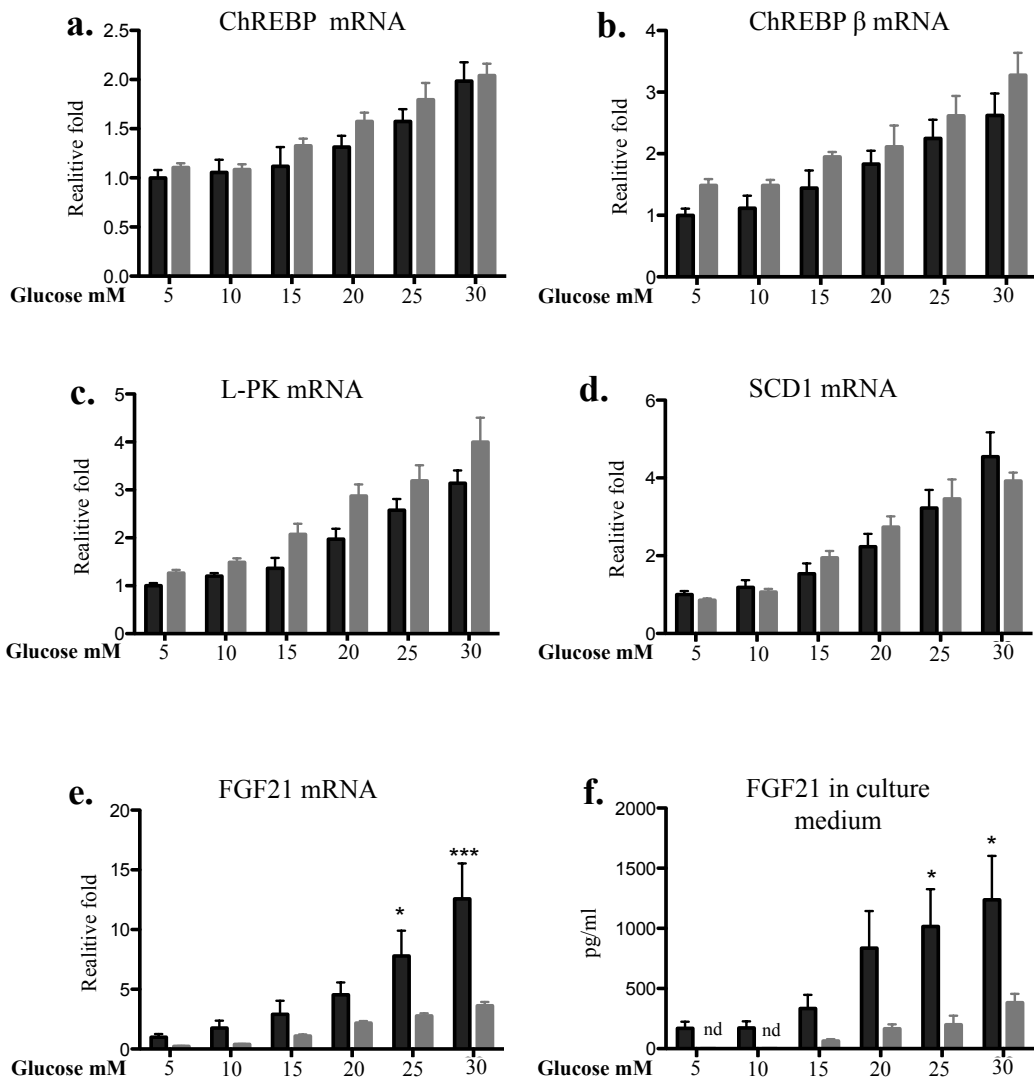 a. ChREBP mRNA
2.5
2.0
1.5
1.0
0.5
0.0
Realitive fold
Glucose mM 5 10 15 20 25 30
b. ChREBP β mRNA
4
3
2
1
0
Realitive fold
Glucose mM 5 10 15 20 25 30
c. L-PK mRNA
5
4
3
2
1
0
Realitive fold
Glucose mM 5 10 15 20 25 30
d. SCD1 mRNA
6
4
2
0
Realitive fold
Glucose mM 5 10 15 20 25 30
e. FGF21 mRNA
20
15
10
5
0
Realitive fold
* ***
Glucose mM 5 10 15 20 25 30
f. FGF21 in culture
medium
2000
1500
1000
500
0
pg/ml
* *
nd nd
Glucose mM 5 10 15 20 25 30